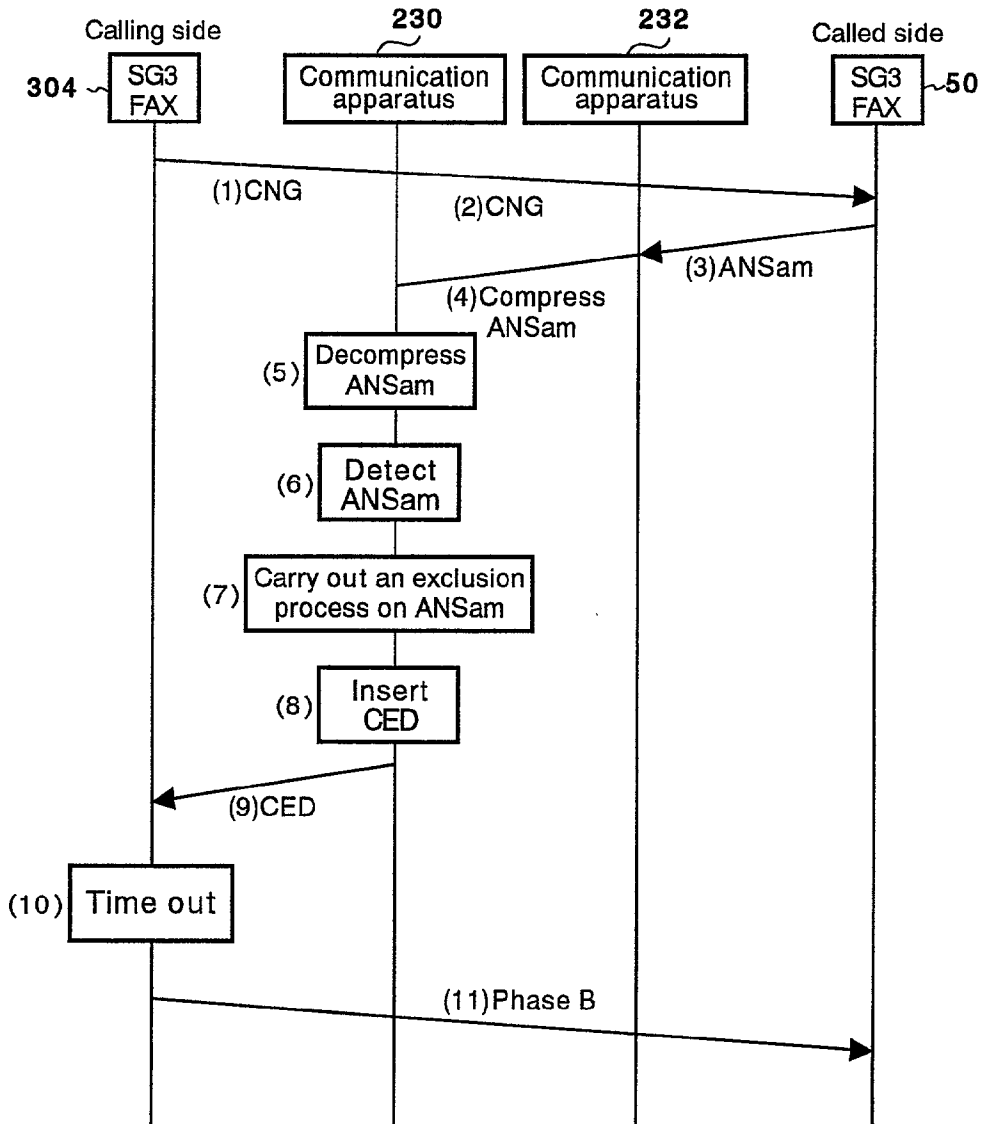 230
232
Calling side
Called side
304
SG3
FAX
Communication
apparatus
Communication
apparatus
SG3
FAX
50
(1)CNG
(2)CNG
(3)ANSam
(4)Compress
ANSam
(5)
Decompress
ANSam
(6)
Detect
ANSam
(7)
Carry out an exclusion
process on ANSam
(8)
Insert
CED
(9)CED
(10)
Time out
(11)Phase B